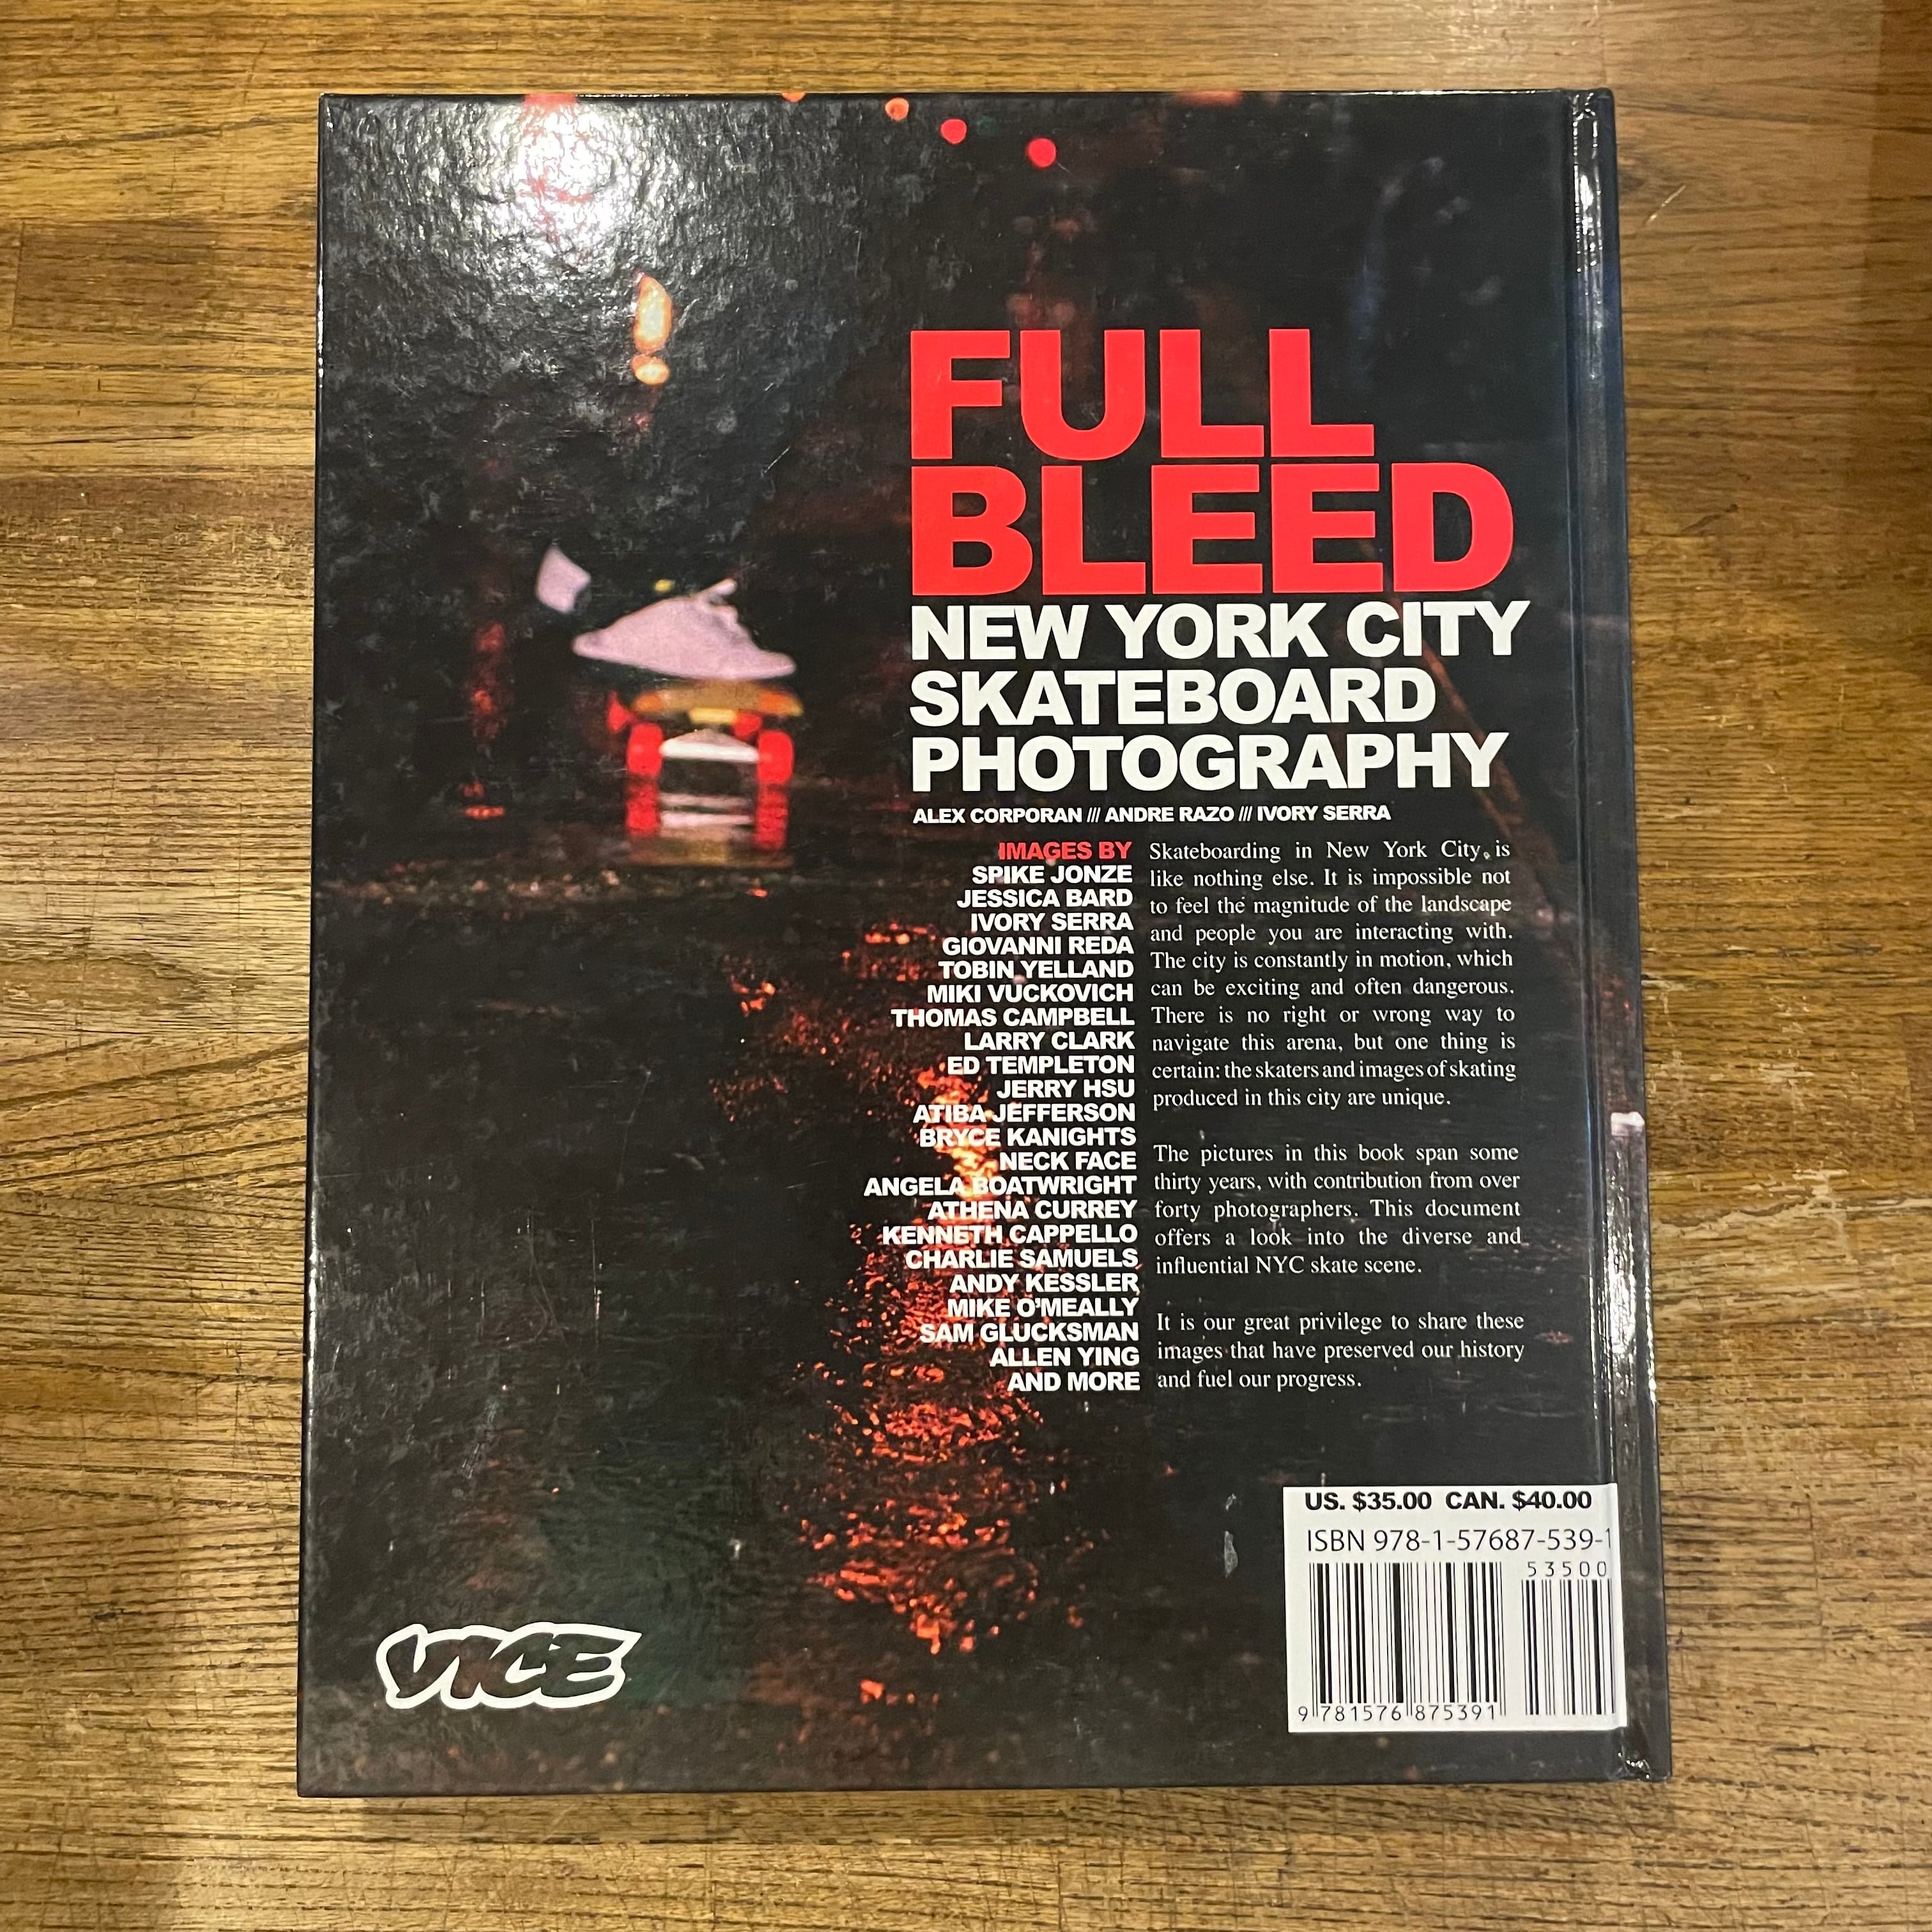 FULL
BLEED
NEW YORK CITY
SKATEBOARD
PHOTOGRAPHY
ALEX CORPORAN /// ANDRE RAZO /// IVORY SERRA
IMAGES BY
SPIKE JONZE
JESSICA BARD
IVORY SERRA
GIOVANNI REDA
TOBIN YELLAND
MIKI VUCKOVICH
THOMAS CAMPBELL
LARRY CLARK
ED TEMPLETON
JERRY HSU
ATIBA JEFFERSON
BRYCE KANIGHTS
NECK FACE
ANGELA BOATWRIGHT
ATHENA CURREY
KENNETH CAPPELLO
CHARLIE SAMUELS
ANDY KESSLER
MIKE O'MEALLY
SAM GLUCKSMAN
ALLEN YING
AND MORE
Skateboarding in New York City is
like nothing else. It is impossible not
to feel the magnitude of the landscape
and people you are interacting with.
The city is constantly in motion, which
can be exciting and often dangerous.
There is no right or wrong way to
navigate this arena, but one thing is
certain: the skaters and images of skating
produced in this city are unique.
The pictures in this book span some
thirty years, with contribution from over
forty photographers. This document
offers a look into the diverse and
influential NYC skate scene.
It is our great privilege to share these
images that have preserved our history
and fuel our progress.
US. $35.00 CAN. $40.00
ISBN 978-1-57687-539-1
53500
9 781576 875391
VICE